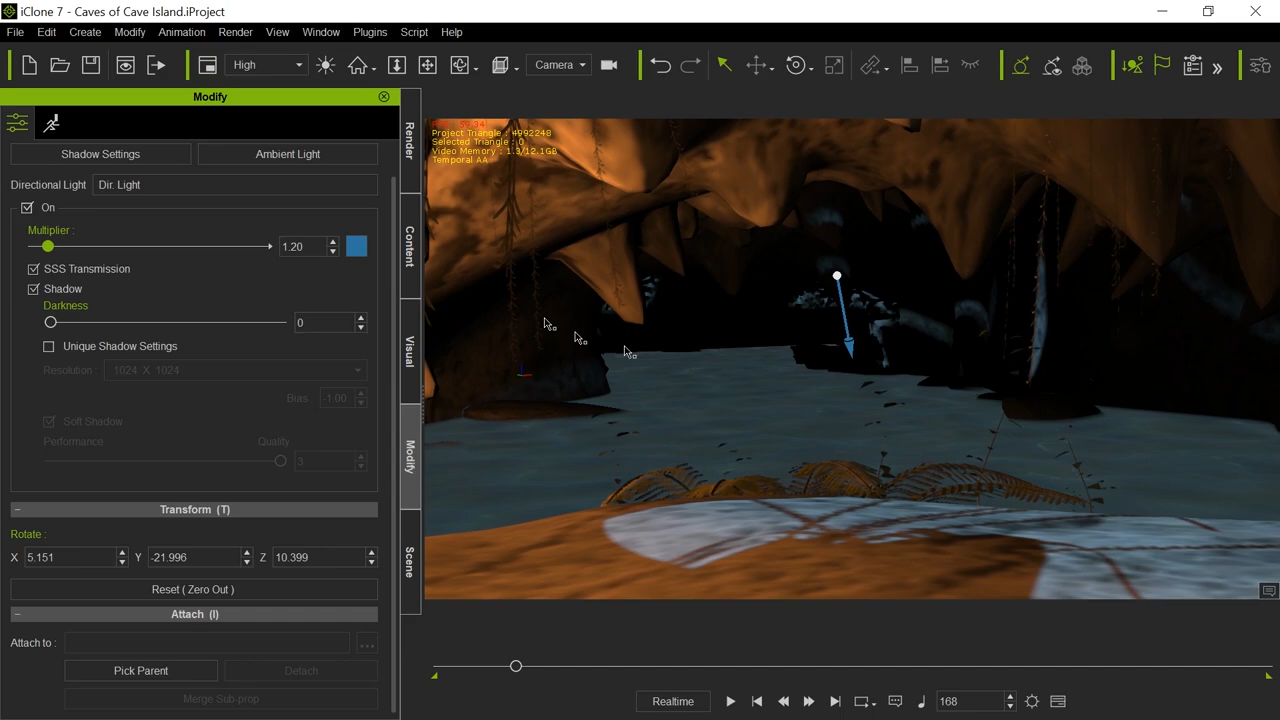 iClone 7 - Caves of Cave Island.iProject
File Edit Create Modify Animation Render View Window Plugins Script Help
High Camera
Modify
Shadow Settings Ambient Light
Directional Light Dir. Light
On
Multiplier :
1.20
SSS Transmission
Shadow
Darkness
0
Unique Shadow Settings
Resolution : 1024 X 1024
Bias -1.00
Soft Shadow
Performance Quality
3
Transform (T)
Rotate :
X 5.151 Y -21.996 Z 10.399
Reset ( Zero Out )
Attach (I)
Attach to :
Pick Parent Detach
Merge Sub-prop
Render
Content
Visual
Modify
Scene
Project Triangle : 4992248
Selected Triangle : 0
Video Memory : 1.3/12.1GB
Temporal AA
Realtime 168